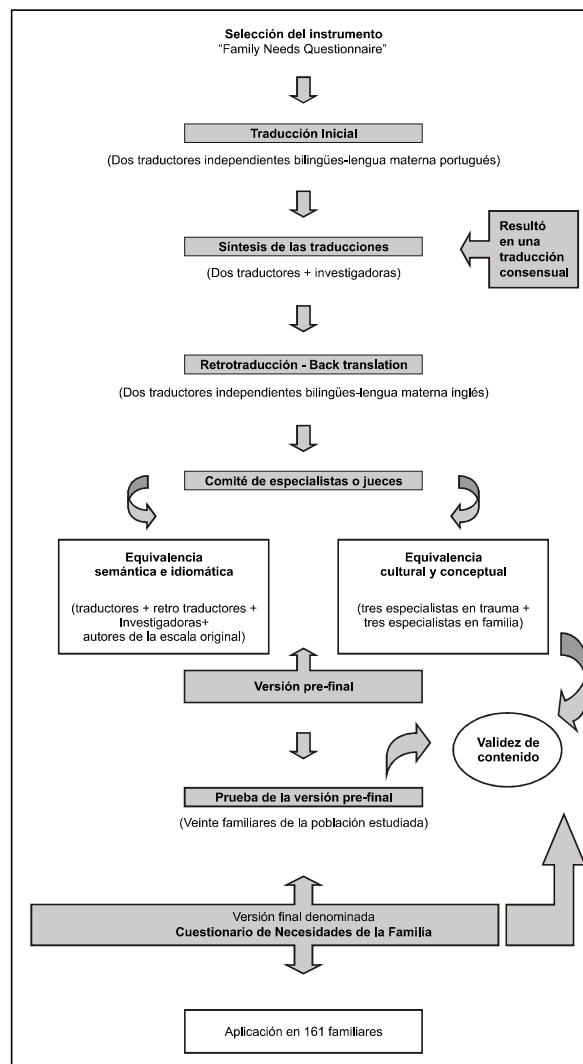 Selección del instrumento
“Family Needs Questionnaire”
Traducción Inicial
(Dos traductores independientes bilingües-lengua materna portugués)
Síntesis de las traducciones
(Dos traductores + investigadoras)
Resultó
en una
traducción
consensual
Retrotraducción - Back translation
(Dos traductores independientes bilingües-lengua materna inglés)
Comité de especialistas o jueces
Equivalencia
semántica e idiomática
(traductores + retro traductores +
Investigadoras+
autores de la escala original)
Equivalencia
cultural y conceptual
(tres especialistas en trauma +
tres especialistas en familia)
Versión pre-final
Validez de
contenido
Prueba de la versión pre-final
(Veinte familiares de la población estudiada)
Versión final denominada
Cuestionario de Necesidades de la Familia
Aplicación en 161 familiares